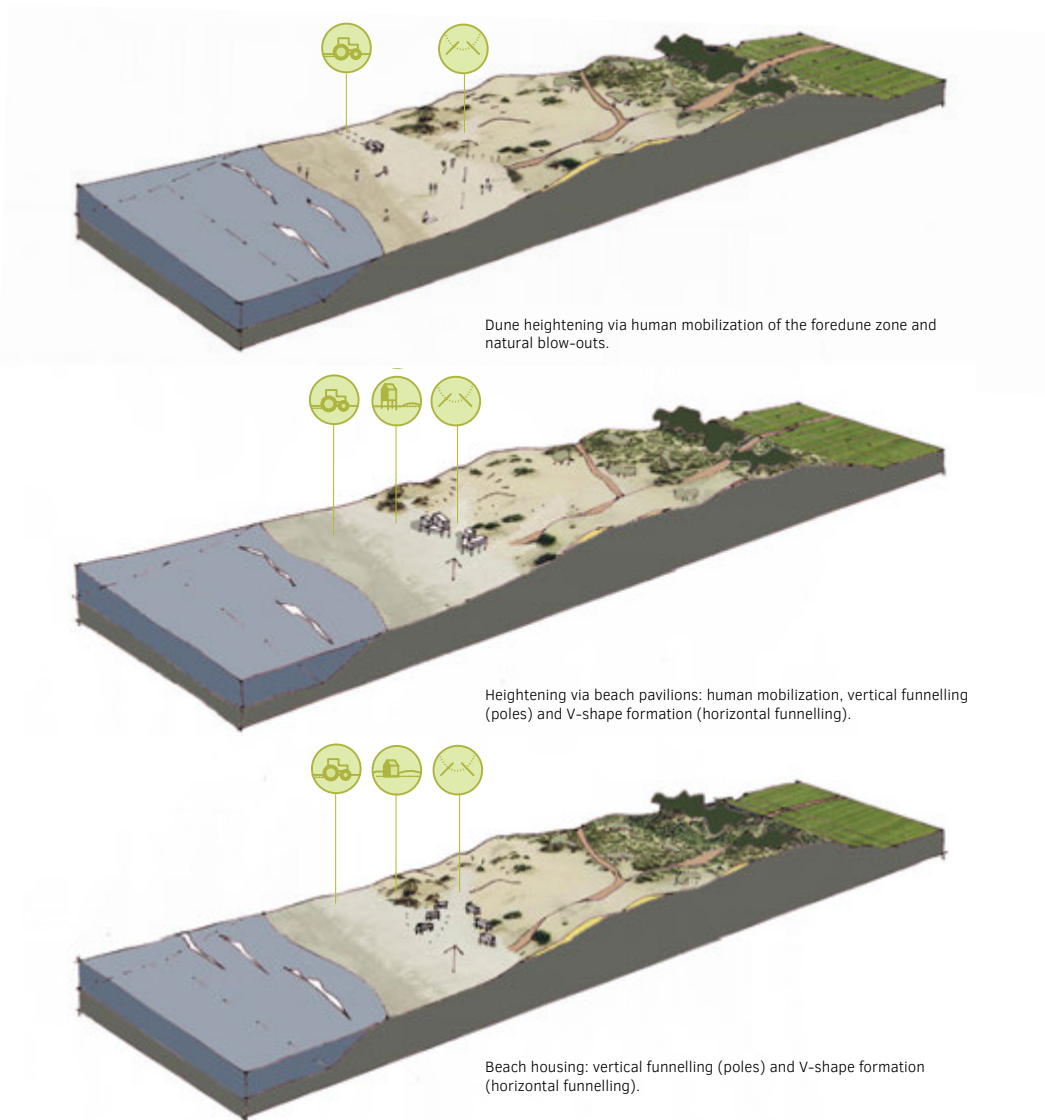 Dune heightening via human mobilization of the foredune zone and
natural blow-outs.
Heightening via beach pavilions: human mobilization, vertical funnelling
(poles) and V-shape formation (horizontal funnelling).
Beach housing: vertical funnelling (poles) and V-shape formation
(horizontal funnelling).